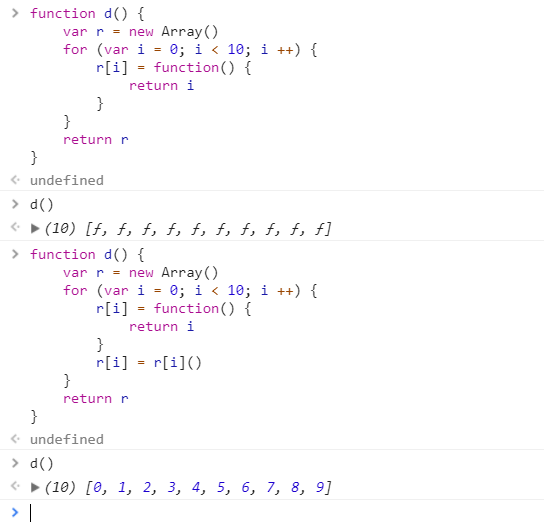 > function d() {
    var r = new Array()
    for (var i = 0; i < 10; i ++) {
        r[i] = function() {
            return i
        }
    }
    return r
}
< undefined
> d()
< ▶(10) [ƒ, ƒ, ƒ, ƒ, ƒ, ƒ, ƒ, ƒ, ƒ, ƒ]
> function d() {
    var r = new Array()
    for (var i = 0; i < 10; i ++) {
        r[i] = function() {
            return i
        }
        r[i] = r[i]()
    }
    return r
}
< undefined
> d()
< ▶(10) [0, 1, 2, 3, 4, 5, 6, 7, 8, 9]
>